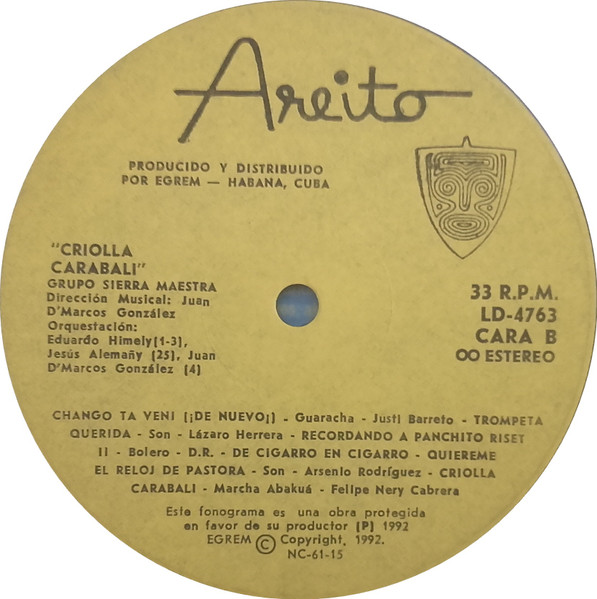 Areito
PRODUCIDO Y DISTRIBUIDO
POR EGREM — HABANA, CUBA
"CRIOLLA
CARABALI"
GRUPO SIERRA MAESTRA
Dirección Musical: Juan
D'Marcos González
Orquestación:
Eduardo Himely[1-3],
Jesús Alemañy [25], Juan
D'Marcos González [4]
33 R.P.M.
LD-4763
CARA B
OO ESTEREO
CHANGO TA VENI [¡DE NUEVO¡] - Guaracha - Justi Barreto - TROMPETA
QUERIDA - Son - Lázaro Herrera - RECORDANDO A PANCHITO RISET
II - Bolero - D.R. - DE CIGARRO EN CIGARRO - QUIEREME
EL RELOJ DE PASTORA - Son - Arsenio Rodríguez - CRIOLLA
CARABALI - Marcha Abakuá - Felipe Nery Cabrera
Este fonograma es una obra protegida
en favor de su productor [P] 1992
EGREM © Copyright, 1992.
NC-61-15